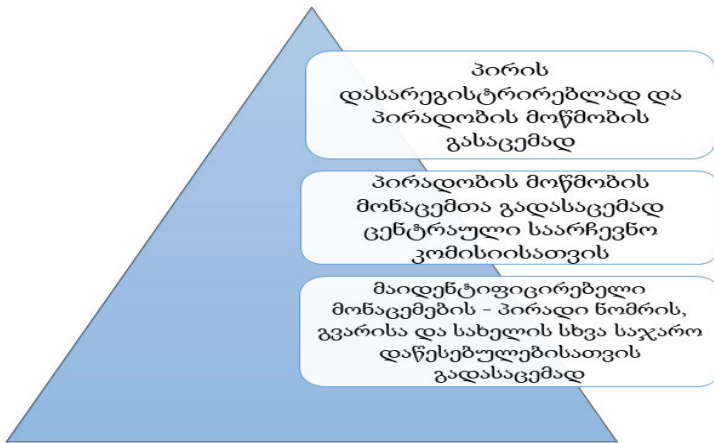 პირის
დასარეგისტრირებლად და
პირადობის მოწმობის
გასაცემად
პირადობის მოწმობის
მონაცემთა გადასაცემად
ცენტრაული საარჩევნო
კომისიისათვის
მაიდენტიფიცირებელი
მონაცემების - პირადი ნომრის,
გვარისა და სახელის სხვა საჯარო
დაწესებულებისათვის
გადასაცემად